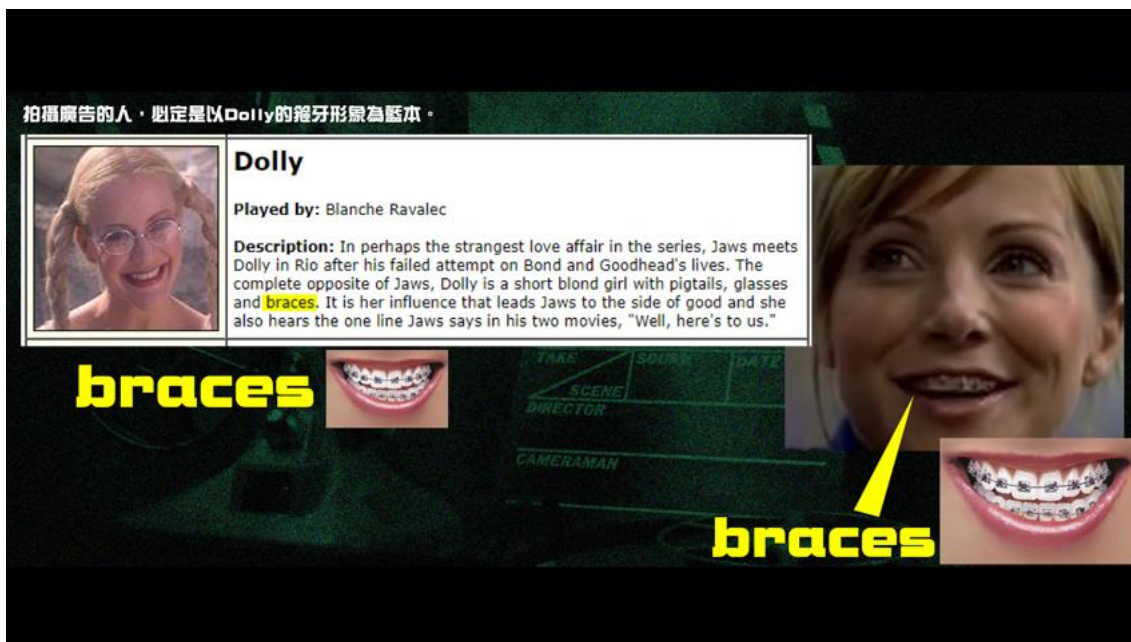 拍攝廣告的人，必定是以Dolly的箍牙形象為藍本。
Dolly
Played by: Blanche Ravalec
Description: In perhaps the strangest love affair in the series, Jaws meets
Dolly in Rio after his failed attempt on Bond and Goodhead's lives. The
complete opposite of Jaws, Dolly is a short blond girl with pigtails, glasses
and braces. It is her influence that leads Jaws to the side of good and she
also hears the one line Jaws says in his two movies, "Well, here's to us."
braces
TAKE SOUND DATE
SCENE
DIRECTOR
CAMERAMAN
braces